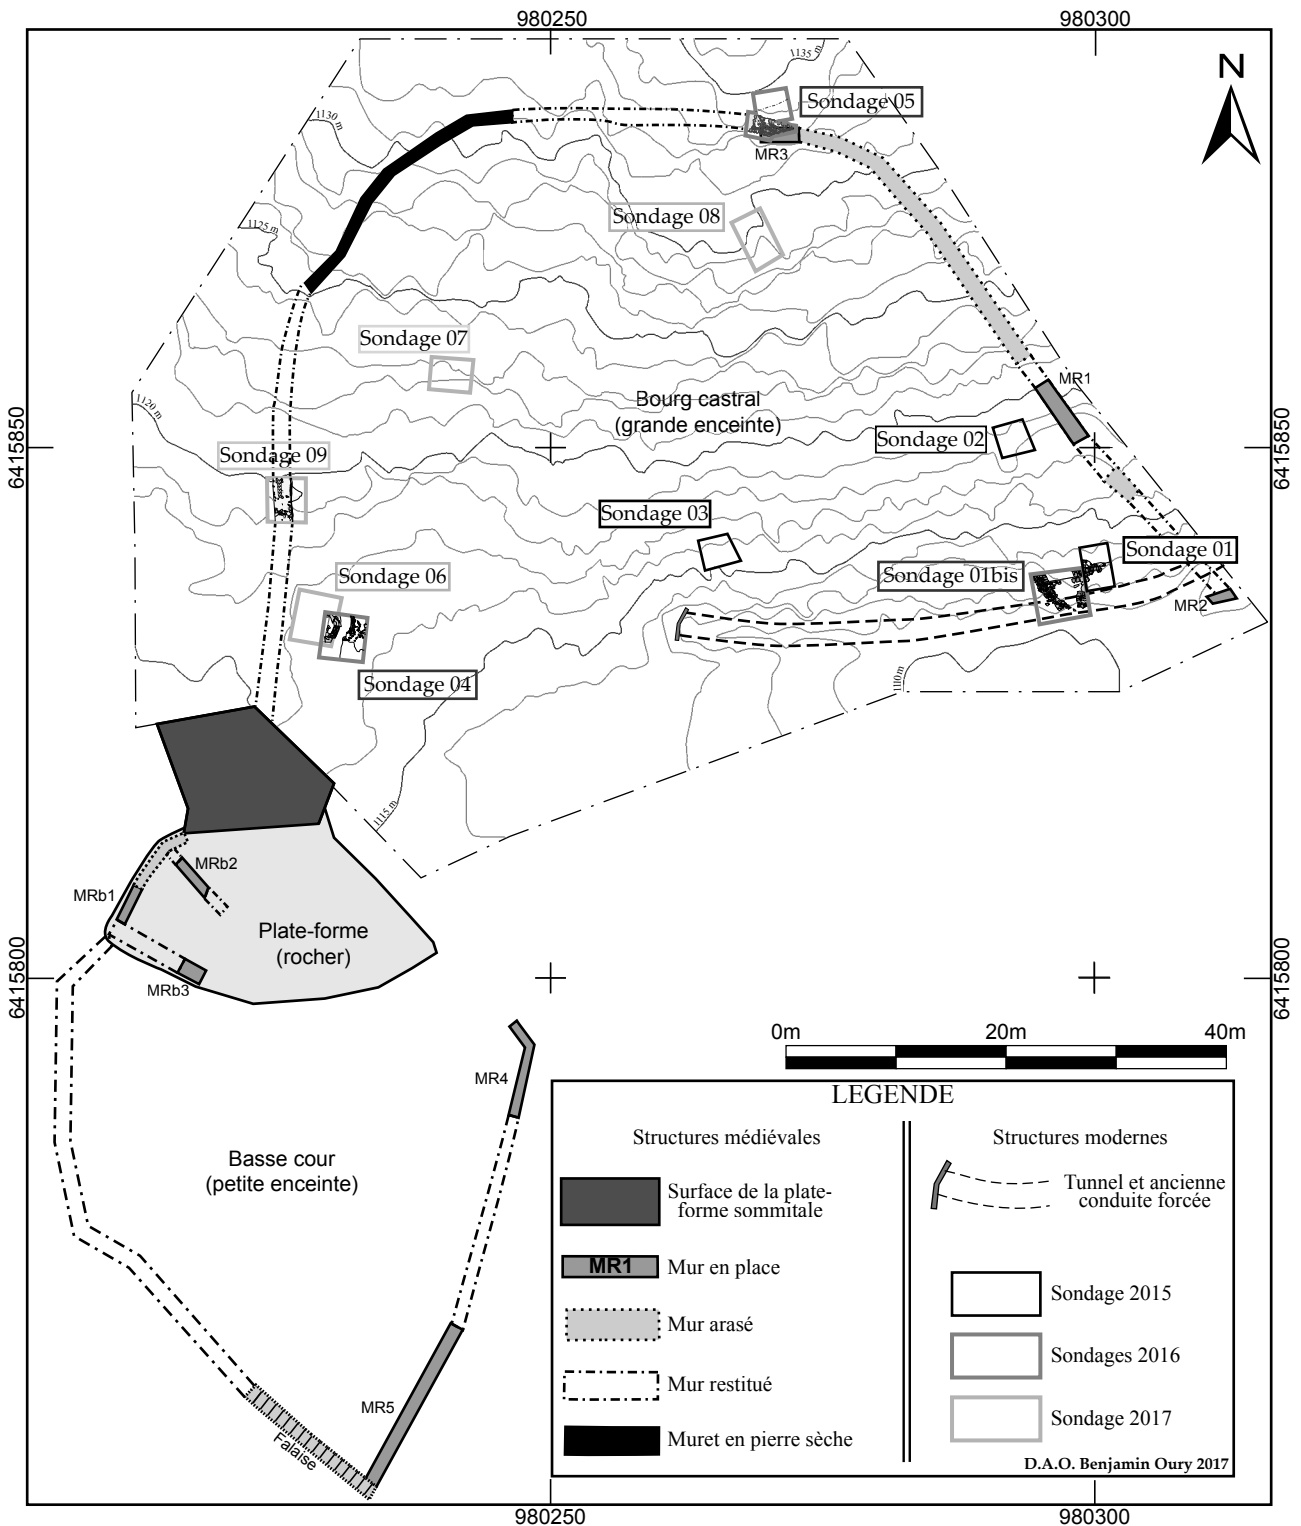 980250
980300
N
1135 m
Sondage 05
1130 m
MR3
Sondage 08
1125 m
Sondage 07
MR1
1120 m
Bourg castral
(grande enceinte)
Sondage 02
6415850
6415850
Sondage 09
Sondage 03
Sondage 01
Sondage 01bis
Sondage 06
MR2
Sondage 04
1110 m
1115 m
MRb2
MRb1
Plate-forme
(rocher)
MRb3
6415800
6415800
0m
20m
40m
MR4
Basse cour
(petite enceinte)
MR5
Falaise
LEGENDE
Structures médiévales
Surface de la plate-
forme sommitale
MR1
Mur en place
Mur arasé
Mur restitué
Muret en pierre sèche
Structures modernes
Tunnel et ancienne
conduite forcée
Sondage 2015
Sondages 2016
Sondage 2017
D.A.O. Benjamin Oury 2017
980250
980300